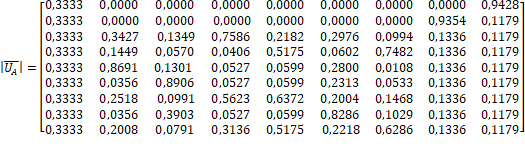 0,3333 0,0000 0,0000 0,0000 0,0000 0,0000 0,0000 0,0000 0,9428
0,3333 0,0000 0,0000 0,0000 0,0000 0,0000 0,0000 0,9354 0,1179
0,3333 0,3427 0,1349 0,7586 0,2182 0,2976 0,0994 0,1336 0,1179
0,3333 0,1449 0,0570 0,0406 0,5175 0,0602 0,7482 0,1336 0,1179
|U_A| = 0,3333 0,8691 0,1301 0,0527 0,0599 0,2800 0,0108 0,1336 0,1179
0,3333 0,0356 0,8906 0,0527 0,0599 0,2313 0,0533 0,1336 0,1179
0,3333 0,2518 0,0991 0,5623 0,6372 0,2004 0,1468 0,1336 0,1179
0,3333 0,0356 0,3903 0,0527 0,0599 0,8286 0,1029 0,1336 0,1179
0,3333 0,2008 0,0791 0,3136 0,5175 0,2218 0,6286 0,1336 0,1179